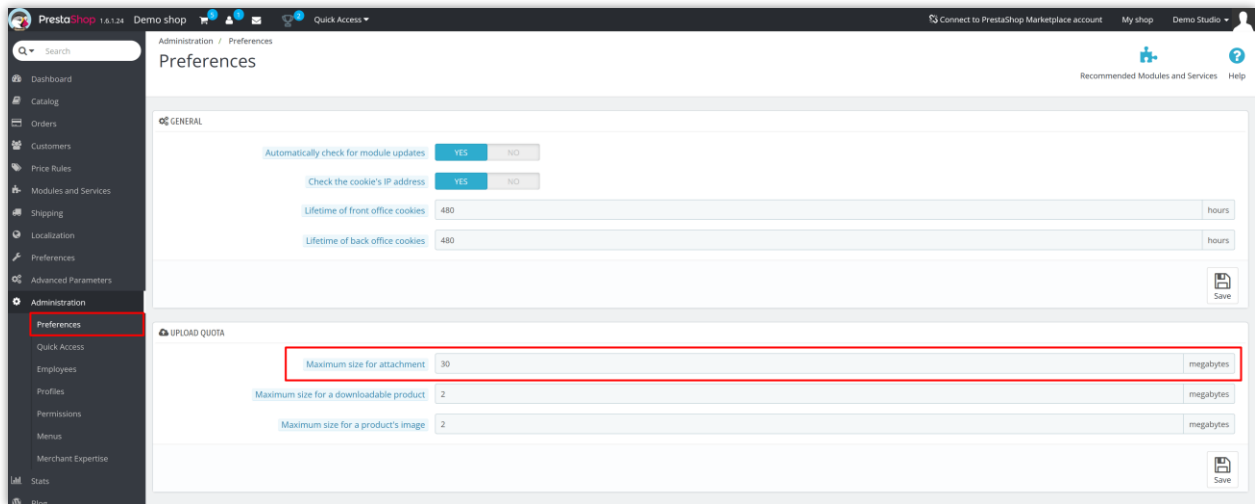 PrestaShop 1.6.1.24 Demo shop 2 1 2 Quick Access
Connect to PrestaShop Marketplace account My shop Demo Studio
Search
Dashboard
Catalog
Orders
Customers
Price Rules
Modules and Services
Shipping
Localization
Preferences
Advanced Parameters
Administration
Preferences
Quick Access
Employees
Profiles
Permissions
Menus
Merchant Expertise
Stats
Blog
Administration / Preferences
Preferences
Recommended Modules and Services
Help
GENERAL
Automatically check for module updates YES NO
Check the cookie's IP address YES NO
Lifetime of front office cookies 480 hours
Lifetime of back office cookies 480 hours
Save
UPLOAD QUOTA
Maximum size for attachment 30 megabytes
Maximum size for a downloadable product 2 megabytes
Maximum size for a product's image 2 megabytes
Save